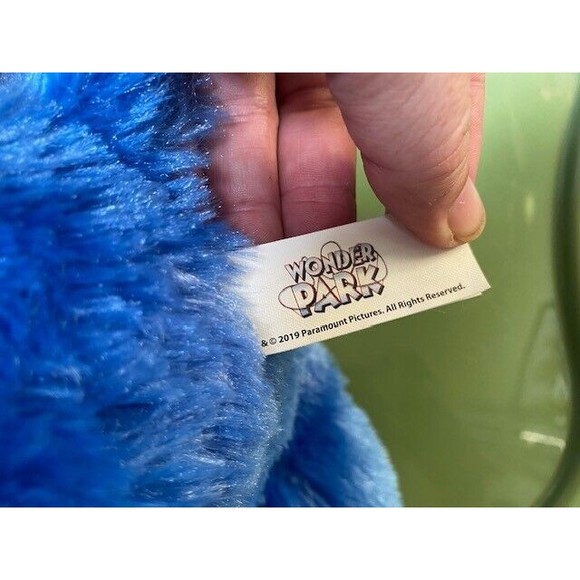 WONDER
PARK
& © 2019 Paramount Pictures. All Rights Reserved.